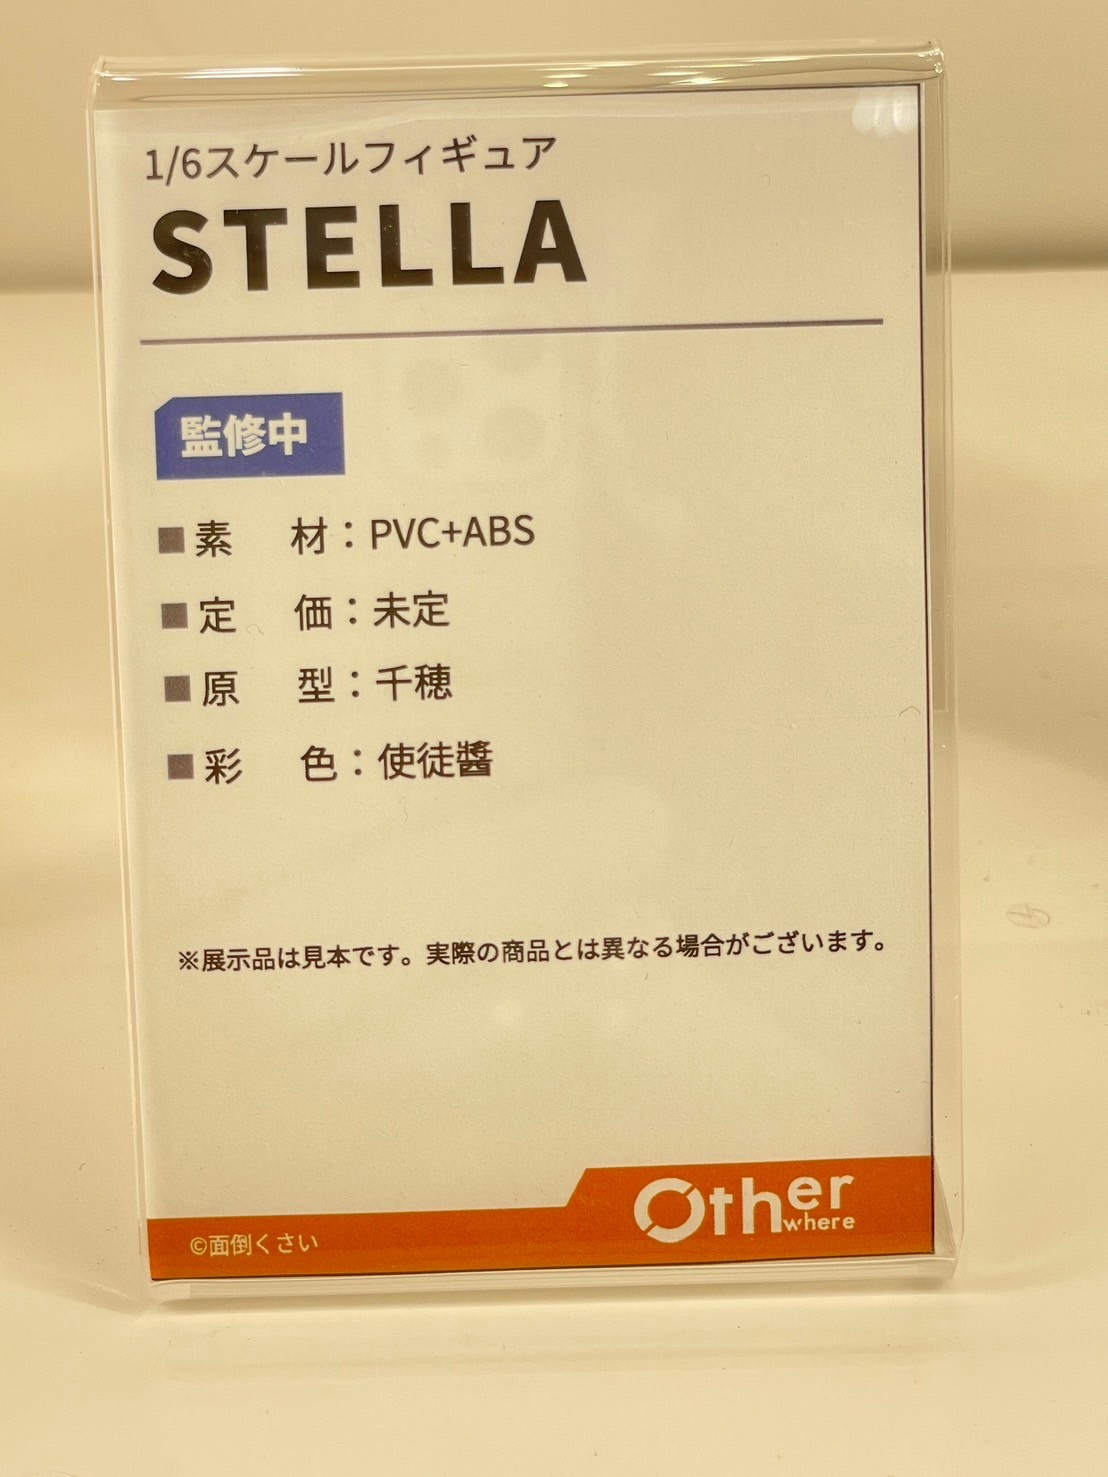 1/6スケールフィギュア
STELLA
監修中
■素　材：PVC+ABS
■定　価：未定
■原　型：千穂
■彩　色：使徒醬
※展示品は見本です。実際の商品とは異なる場合がございます。
©面倒くさい
Other
where